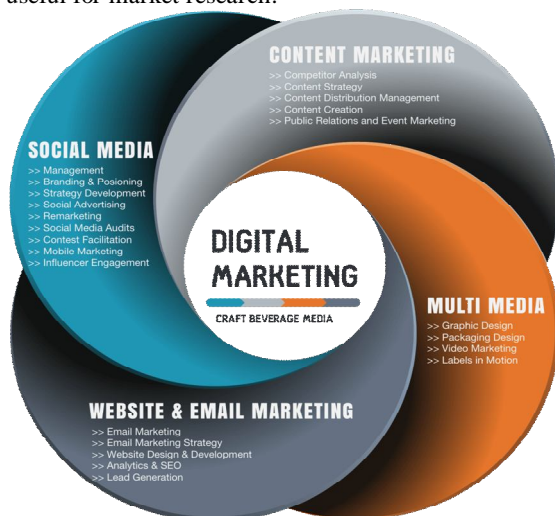 useful for market research?
CONTENT MARKETING
>> Competitor Analysis
>> Content Strategy
>> Content Distribution Management
>> Content Creation
>> Public Relations and Event Marketing
SOCIAL MEDIA
>> Management
>> Branding & Posioning
>> Strategy Development
>> Social Advertising
>> Remarketing
>> Social Media Audits
>> Contest Facilitation
>> Mobile Marketing
>> Influencer Engagement
DIGITAL
MARKETING
CRAFT BEVERAGE MEDIA
MULTI MEDIA
>> Graphic Design
>> Packaging Design
>> Video Marketing
>> Labels in Motion
WEBSITE & EMAIL MARKETING
>> Email Marketing
>> Email Marketing Strategy
>> Website Design & Development
>> Analytics & SEO
>> Lead Generation